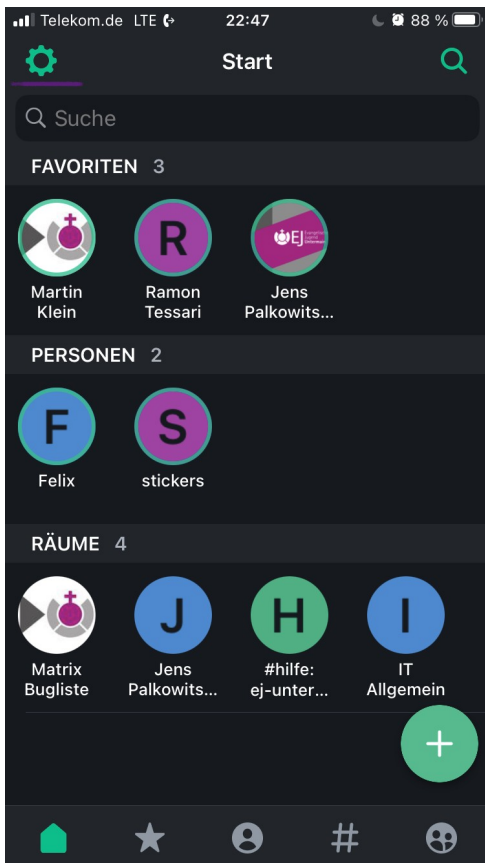 Telekom.de LTE 22:47 88 %
Start
Suche
FAVORITEN 3
R
EJ
Martin Klein
Ramon Tessari
Jens Palkowits...
PERSONEN 2
F
S
Felix
stickers
RÄUME 4
J
H
I
Matrix Bugliste
Jens Palkowits...
#hilfe: ej-unter...
IT Allgemein